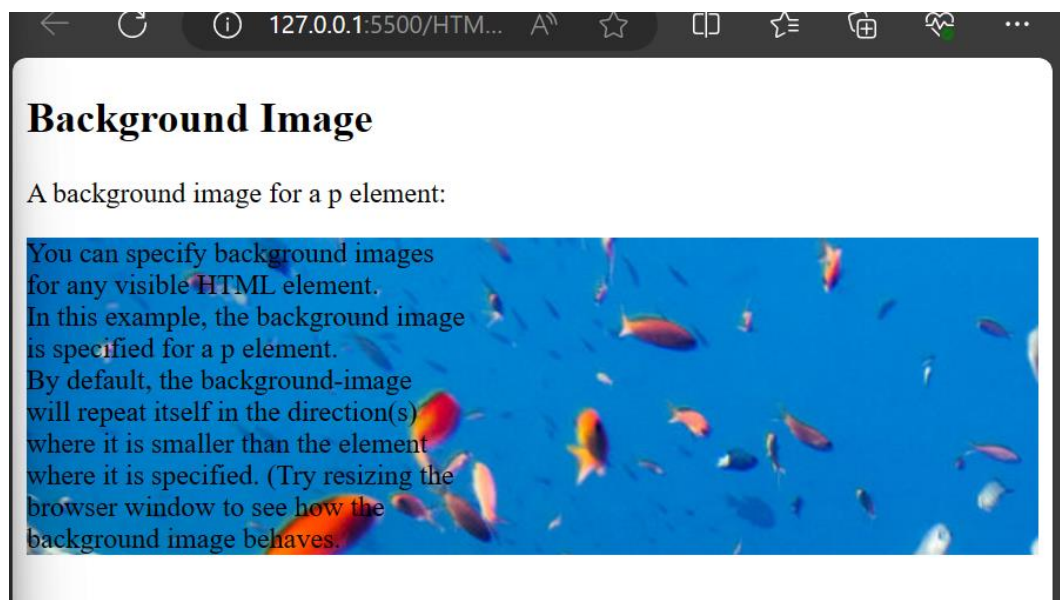 127.0.0.1:5500/HTM...
Background Image
A background image for a p element:
You can specify background images
for any visible HTML element.
In this example, the background image
is specified for a p element.
By default, the background-image
will repeat itself in the direction(s)
where it is smaller than the element
where it is specified. (Try resizing the
browser window to see how the
background image behaves.